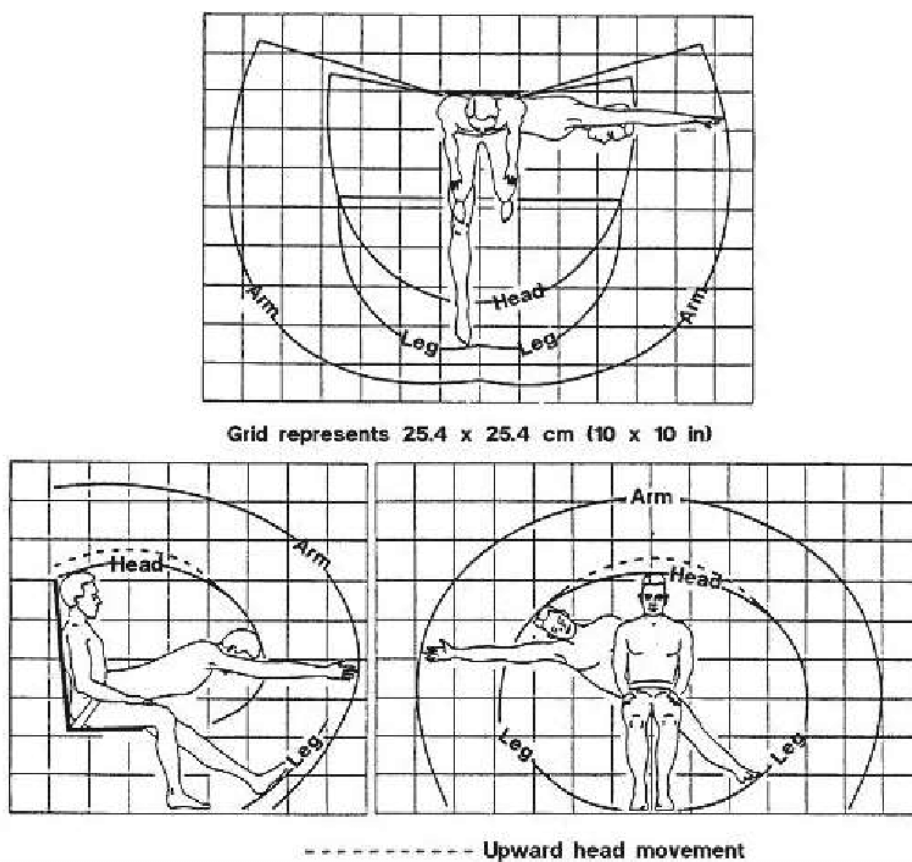 Head
Arm
Arm
Leg
Leg
Grid represents 25.4 x 25.4 cm (10 x 10 in)
Arm
Head
Arm
Head
Leg
Leg
Leg
Upward head movement